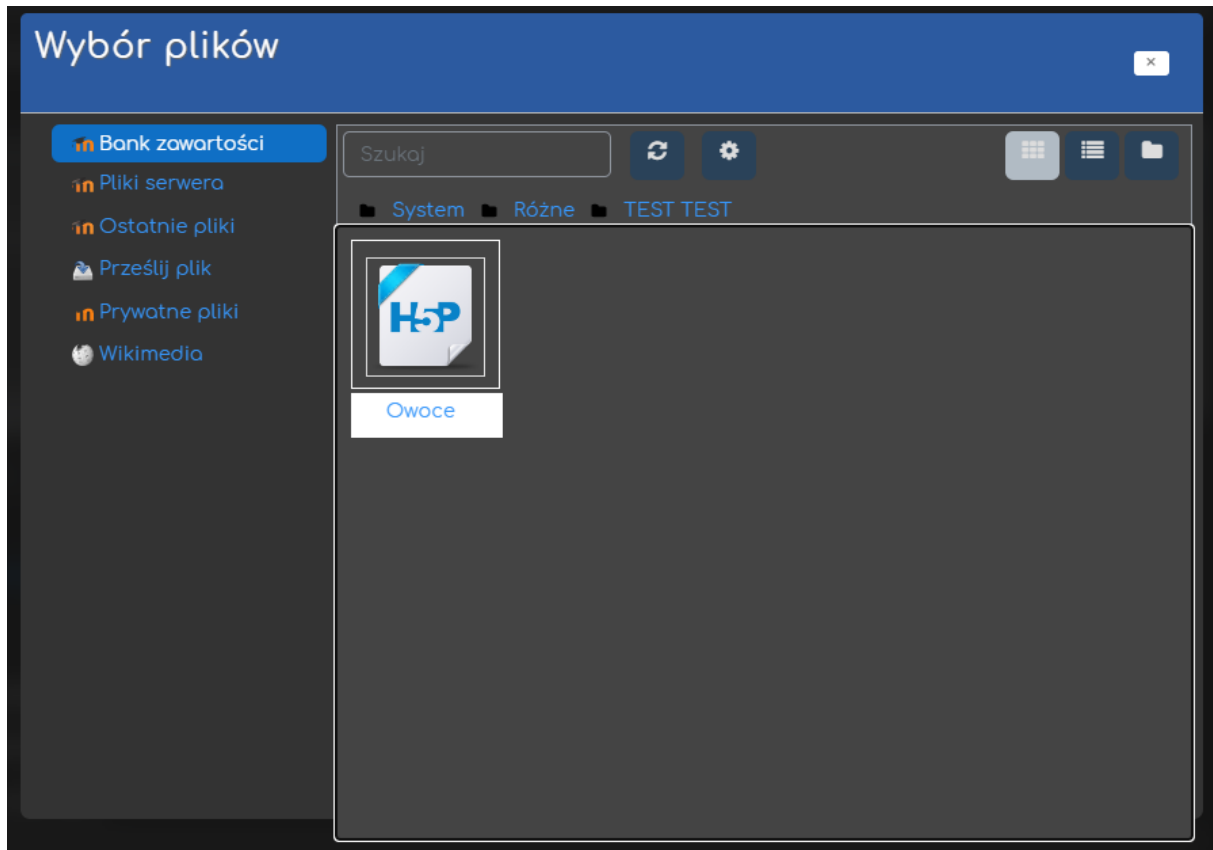 Wybór plików
×
Bank zawartości
Pliki serwera
Ostatnie pliki
Prześlij plik
Prywatne pliki
Wikimedia
Szukaj
System Różne TEST TEST
H5P
Owoce